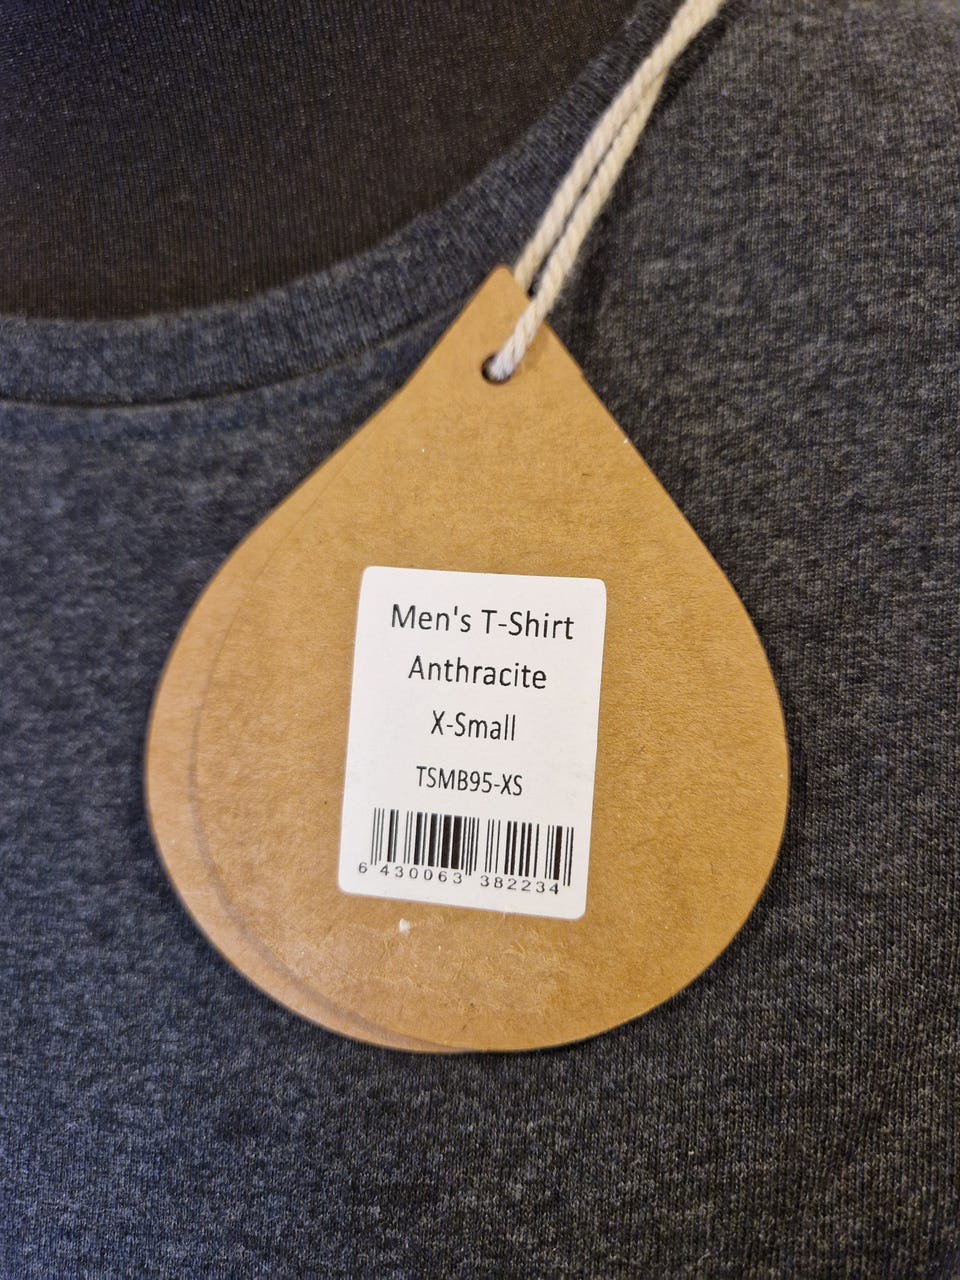 Men's T-Shirt
Anthracite
X-Small
TSMB95-XS
6 430063 382234